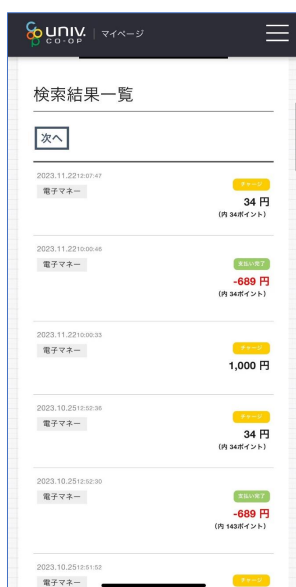 univ.
CO·OP
マイページ
検索結果一覧
次へ
2023.11.22 12:07:47
電子マネー
チャージ
34 円
(内 34ポイント)
2023.11.22 10:00:46
電子マネー
支払い完了
-689 円
(内 34ポイント)
2023.11.22 10:00:33
電子マネー
チャージ
1,000 円
2023.10.25 12:52:36
電子マネー
チャージ
34 円
(内 34ポイント)
2023.10.25 12:52:30
電子マネー
支払い完了
-689 円
(内 143ポイント)
2023.10.25 12:51:52
電子マネー
チャージ